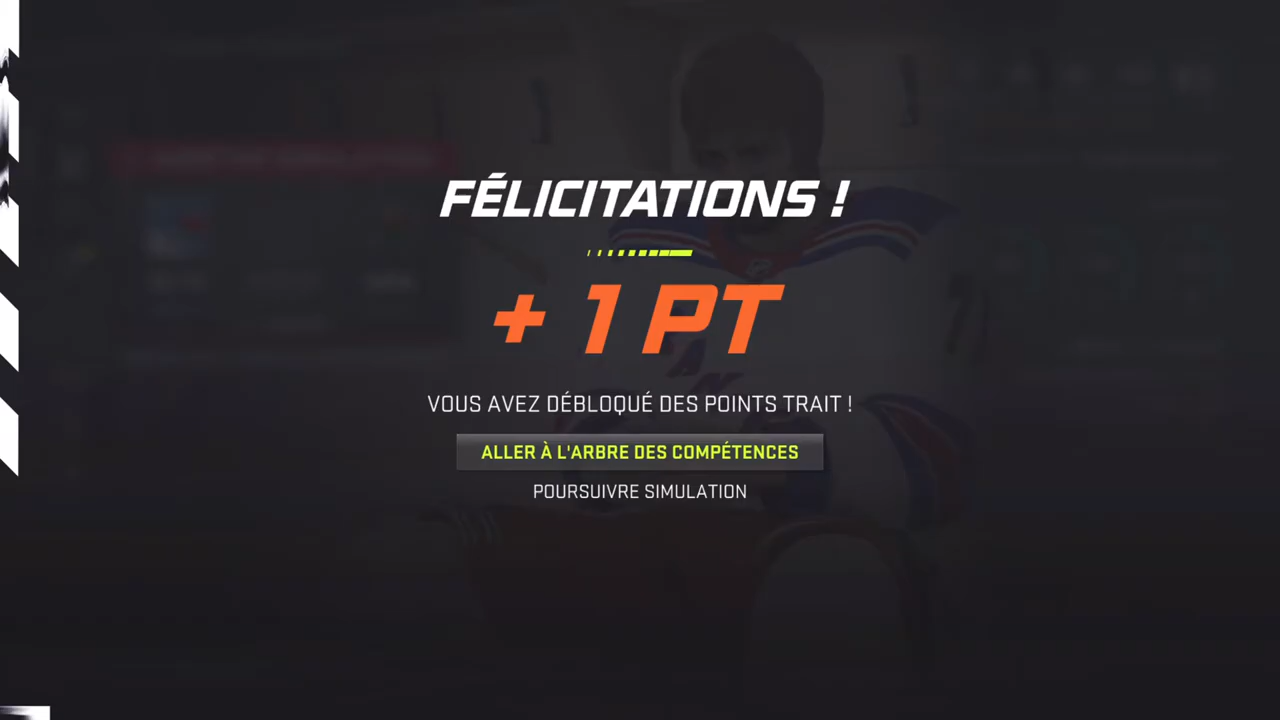 FÉLICITATIONS !
+ 1 PT
VOUS AVEZ DÉBLOQUÉ DES POINTS TRAIT !
ALLER À L'ARBRE DES COMPÉTENCES
POURSUIVRE SIMULATION